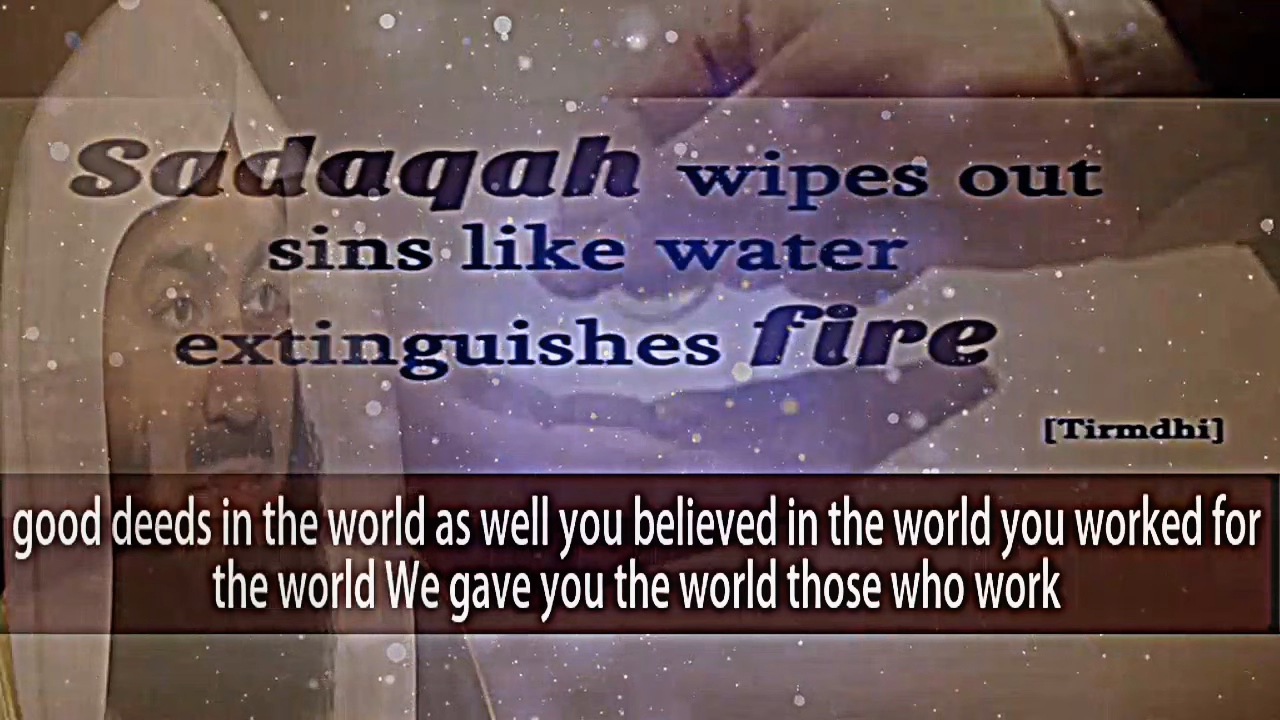 Sadaqah wipes out
sins like water
extinguishes fire
[Tirmdhi]
good deeds in the world as well you believed in the world you worked for
the world We gave you the world those who work